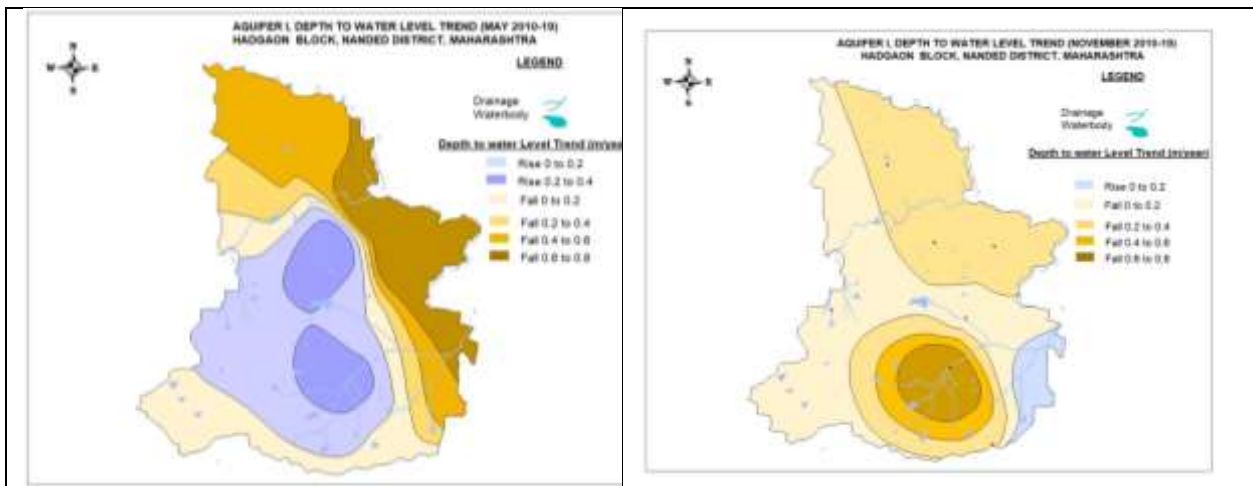 AQUIFER I, DEPTH TO WATER LEVEL TREND (MAY 2010-19)
HADGAON BLOCK, NANDED DISTRICT, MAHARASHTRA
N
W E
S
LEGEND
Drainage
Waterbody
Depth to water Level Trend (m/year
Rise 0 to 0.2
Rise 0.2 to 0.4
Fall 0 to 0.2
Fall 0.2 to 0.4
Fall 0.4 to 0.6
Fall 0.6 to 0.8
AQUIFER I, DEPTH TO WATER LEVEL TREND (NOVEMBER 2010-19)
HADGAON BLOCK, NANDED DISTRICT, MAHARASHTRA
N
W E
S
LEGEND
Drainage
Waterbody
Depth to water Level Trend (m/year)
Rise 0 to 0.2
Fall 0 to 0.2
Fall 0.2 to 0.4
Fall 0.4 to 0.6
Fall 0.6 to 0.8